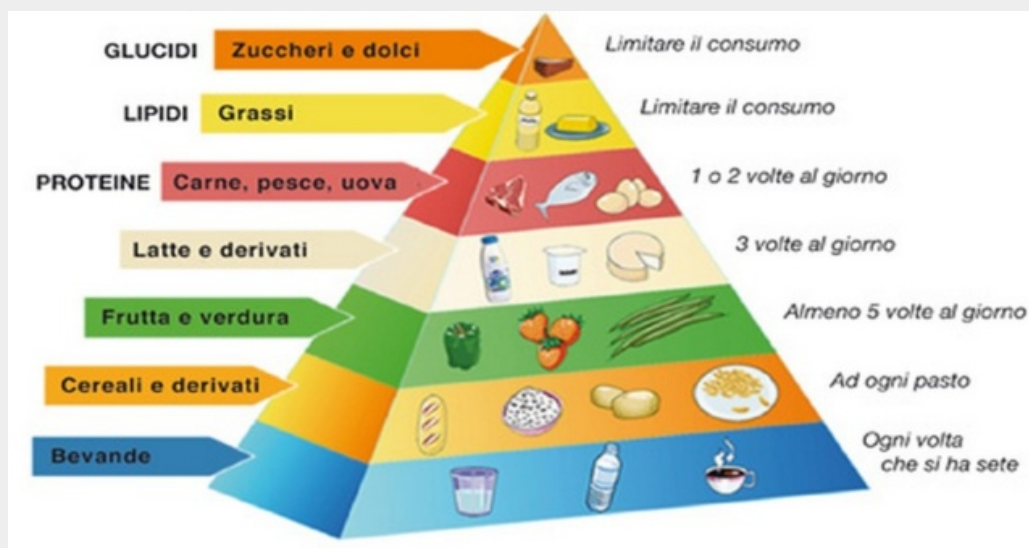 GLUCIDI Zuccheri e dolci Limitare il consumo
LIPIDI Grassi Limitare il consumo
PROTEINE Carne, pesce, uova 1 o 2 volte al giorno
Latte e derivati 3 volte al giorno
Frutta e verdura Almeno 5 volte al giorno
Cereali e derivati Ad ogni pasto
Bevande Ogni volta
che si ha sete